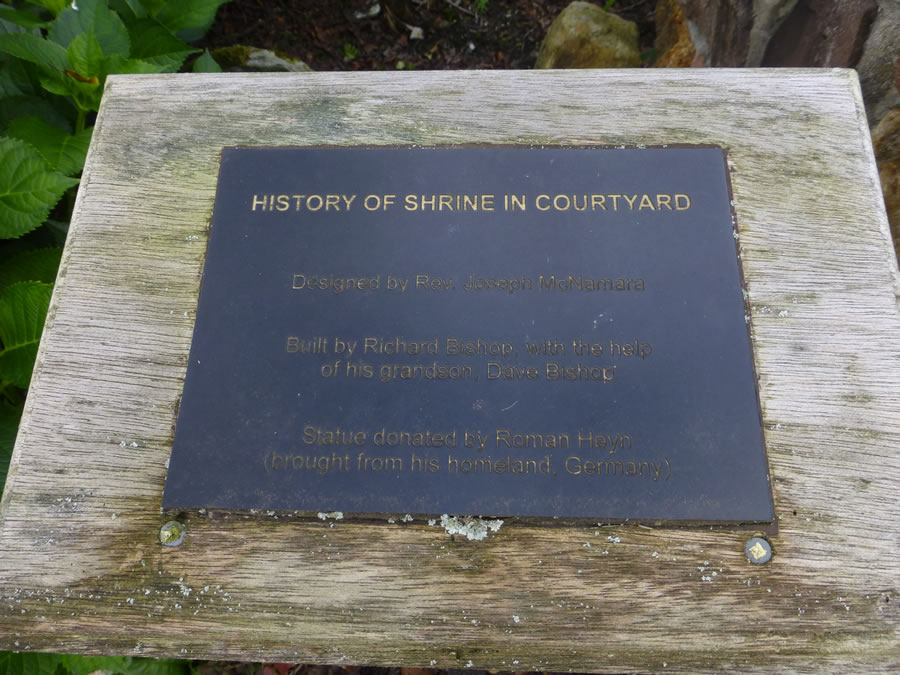 HISTORY OF SHRINE IN COURTYARD
Designed by Rev. Joseph McNamara
Built by Richard Bishop, with the help
of his grandson, Dave Bishop
Statue donated by Roman Heyn
(brought from his homeland, Germany)